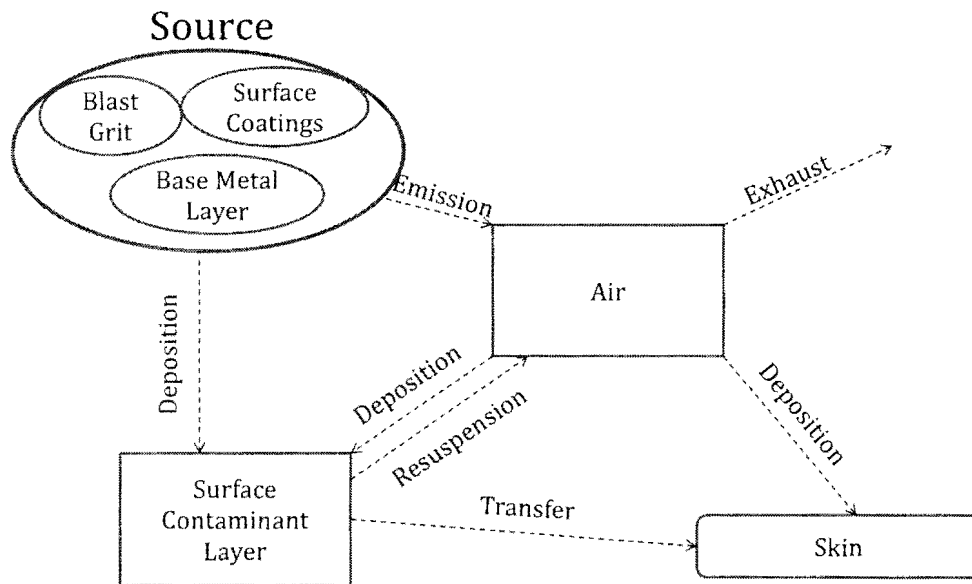 Source
Blast
Grit
Surface
Coatings
Base Metal
Layer
Emission
Exhaust
Air
Deposition
Deposition
Resuspension
Deposition
Surface
Contaminant
Layer
Transfer
Skin